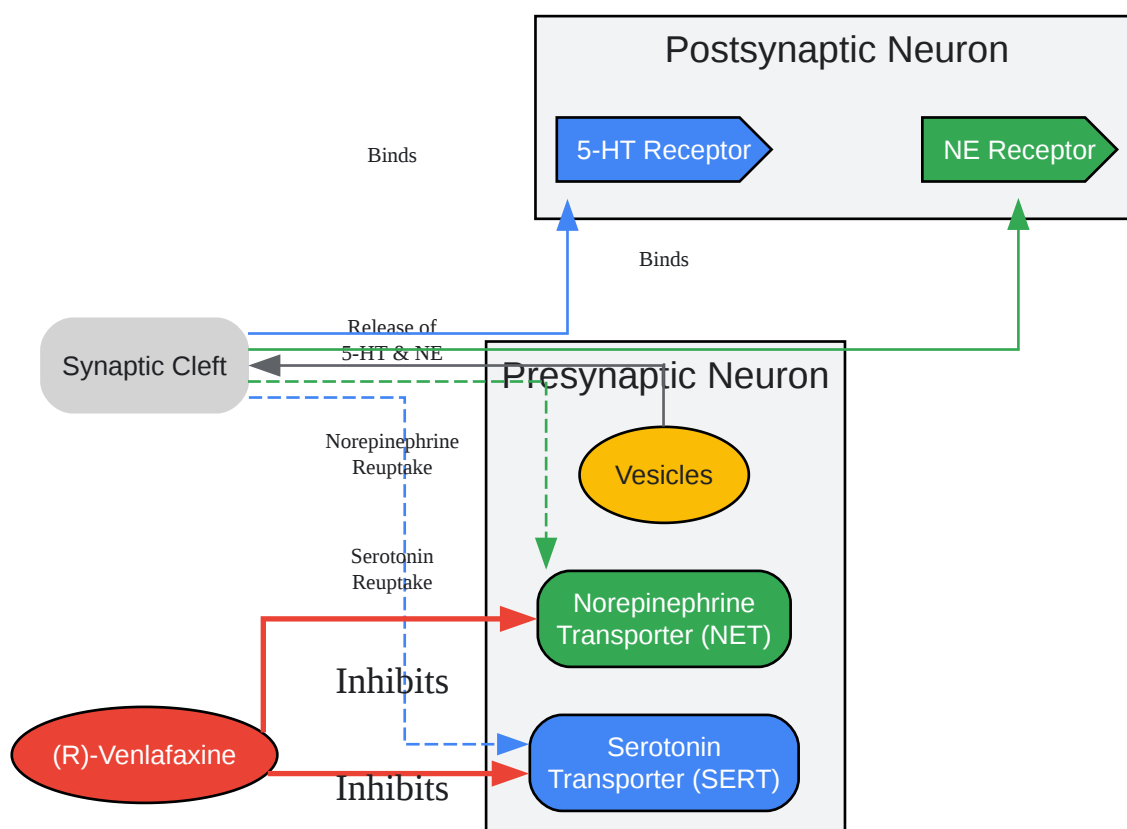 Postsynaptic Neuron
5-HT Receptor
NE Receptor
Binds
Binds
Release of
5-HT & NE
Synaptic Cleft
Presynaptic Neuron
Norepinephrine
Reuptake
Vesicles
Serotonin
Reuptake
Norepinephrine
Transporter (NET)
Inhibits
(R)-Venlafaxine
Serotonin
Transporter (SERT)
Inhibits